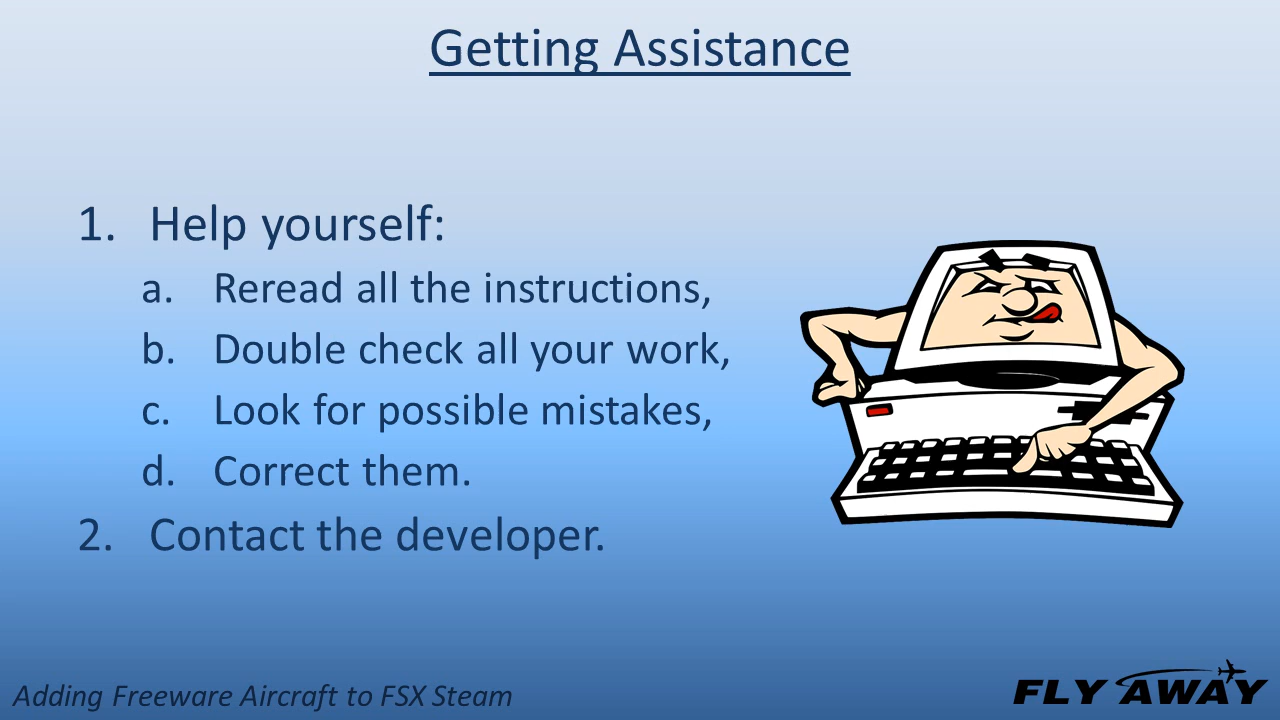 Getting Assistance
1. Help yourself:
a. Reread all the instructions,
b. Double check all your work,
c. Look for possible mistakes,
d. Correct them.
2. Contact the developer.
Adding Freeware Aircraft to FSX Steam
FLY AWAY